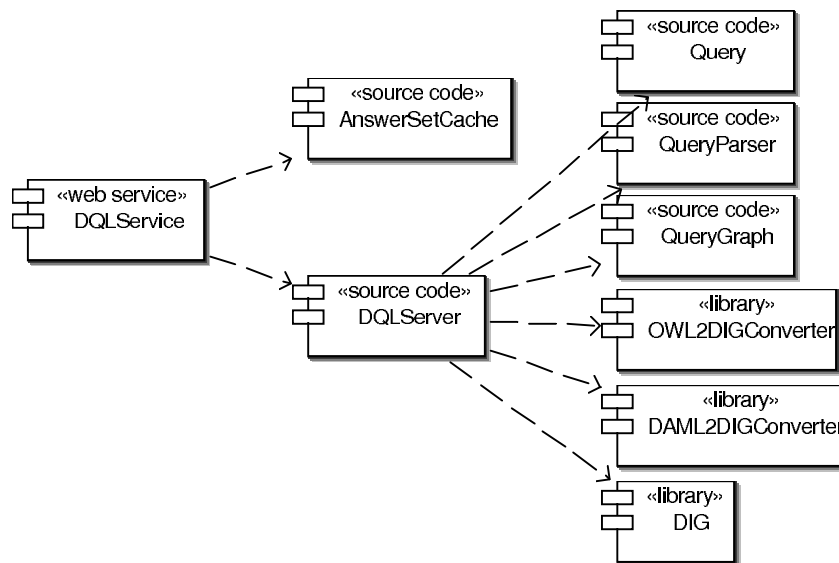 «source code»
Query
«source code»
AnswerSetCache
«source code»
QueryParser
«web service»
DQLService
«source code»
QueryGraph
«source code»
DQLServer
«library»
OWL2DIGConverter
«library»
DAML2DIGConverter
«library»
DIG